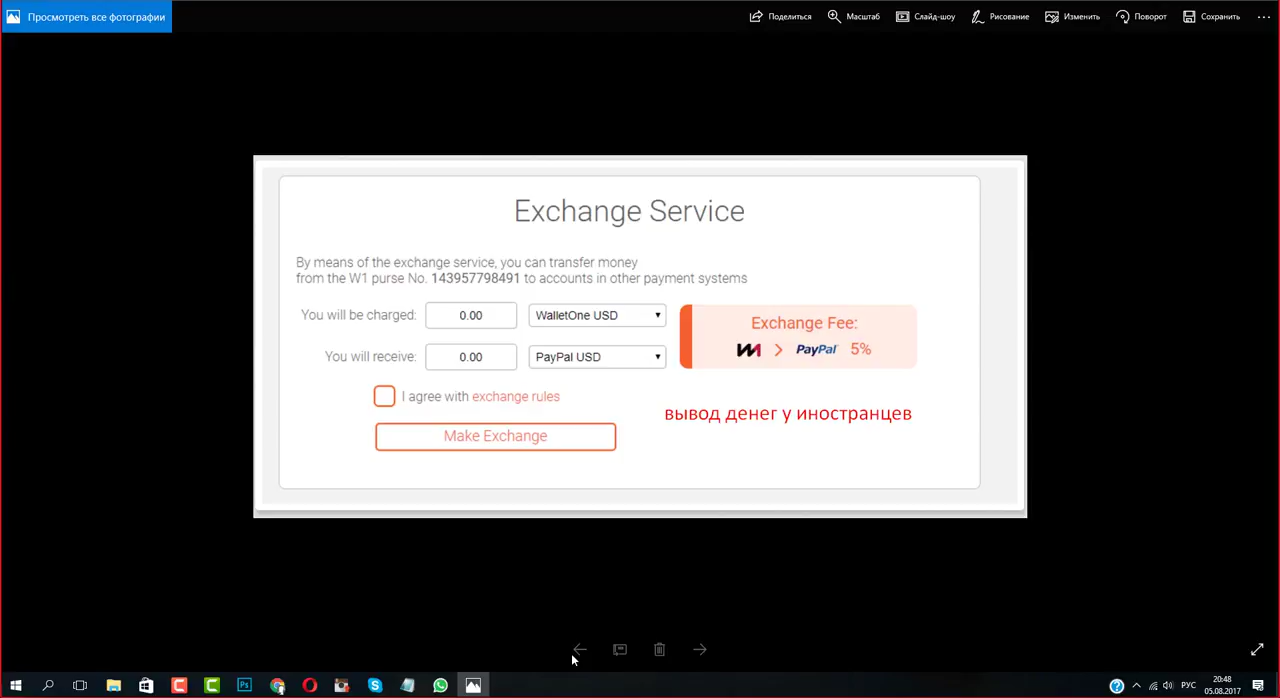 Просмотреть все фотографии
Поделиться
Масштаб
Слайд-шоу
Рисование
Изменить
Поворот
Сохранить
Exchange Service
By means of the exchange service, you can transfer money
from the W1 purse No. 143957798491 to accounts in other payment systems
You will be charged: 0.00 WalletOne USD
Exchange Fee:
PayPal 5%
You will receive: 0.00 PayPal USD
I agree with exchange rules
вывод денег у иностранцев
Make Exchange
Ps
РУС
20:48
05.08.2017